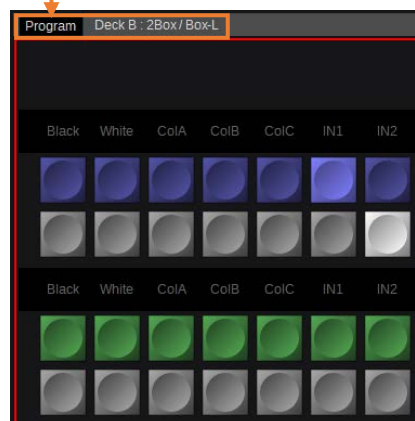 Program Deck B : 2Box / Box-L
Black White ColA ColB ColC IN1 IN2
Black White ColA ColB ColC IN1 IN2